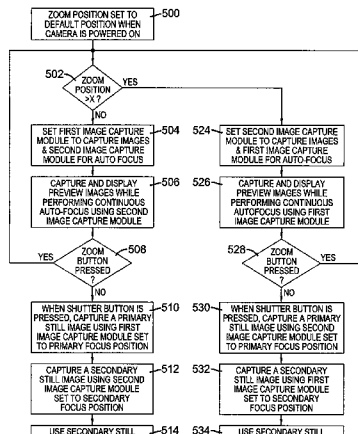 ZOOM POSITION SET TO
DEFAULT POSITION WHEN
CAMERA IS POWERED ON
500
502
ZOOM
POSITION
>X ?
YES
NO
SET FIRST IMAGE CAPTURE
MODULE TO CAPTURE IMAGES
& SECOND IMAGE CAPTURE
MODULE FOR AUTO FOCUS
504
524
SET SECOND IMAGE CAPTURE
MODULE TO CAPTURE IMAGES
& FIRST IMAGE CAPTURE
MODULE FOR AUTO-FOCUS
CAPTURE AND DISPLAY
PREVIEW IMAGES WHILE
PERFORMING CONTINUOUS
AUTO-FOCUS USING SECOND
IMAGE CAPTURE MODULE
506
526
CAPTURE AND DISPLAY
PREVIEW IMAGES WHILE
PERFORMING CONTINUOUS
AUTOFOCUS USING FIRST
IMAGE CAPTURE MODULE
YES
ZOOM
BUTTON
PRESSED
?
508
NO
528
ZOOM
BUTTON
PRESSED
?
YES
NO
WHEN SHUTTER BUTTON IS
PRESSED, CAPTURE A PRIMARY
STILL IMAGE USING FIRST
IMAGE CAPTURE MODULE SET
TO PRIMARY FOCUS POSITION
510
530
WHEN SHUTTER BUTTON IS
PRESSED, CAPTURE A PRIMARY
STILL IMAGE USING SECOND
IMAGE CAPTURE MODULE SET
TO PRIMARY FOCUS POSITION
CAPTURE A SECONDARY
STILL IMAGE USING SECOND
IMAGE CAPTURE MODULE
SET TO SECONDARY
FOCUS POSITION
512
532
CAPTURE A SECONDARY
STILL IMAGE USING FIRST
IMAGE CAPTURE MODULE
SET TO SECONDARY
FOCUS POSITION
USE SECONDARY STILL
514
534
USE SECONDARY STILL